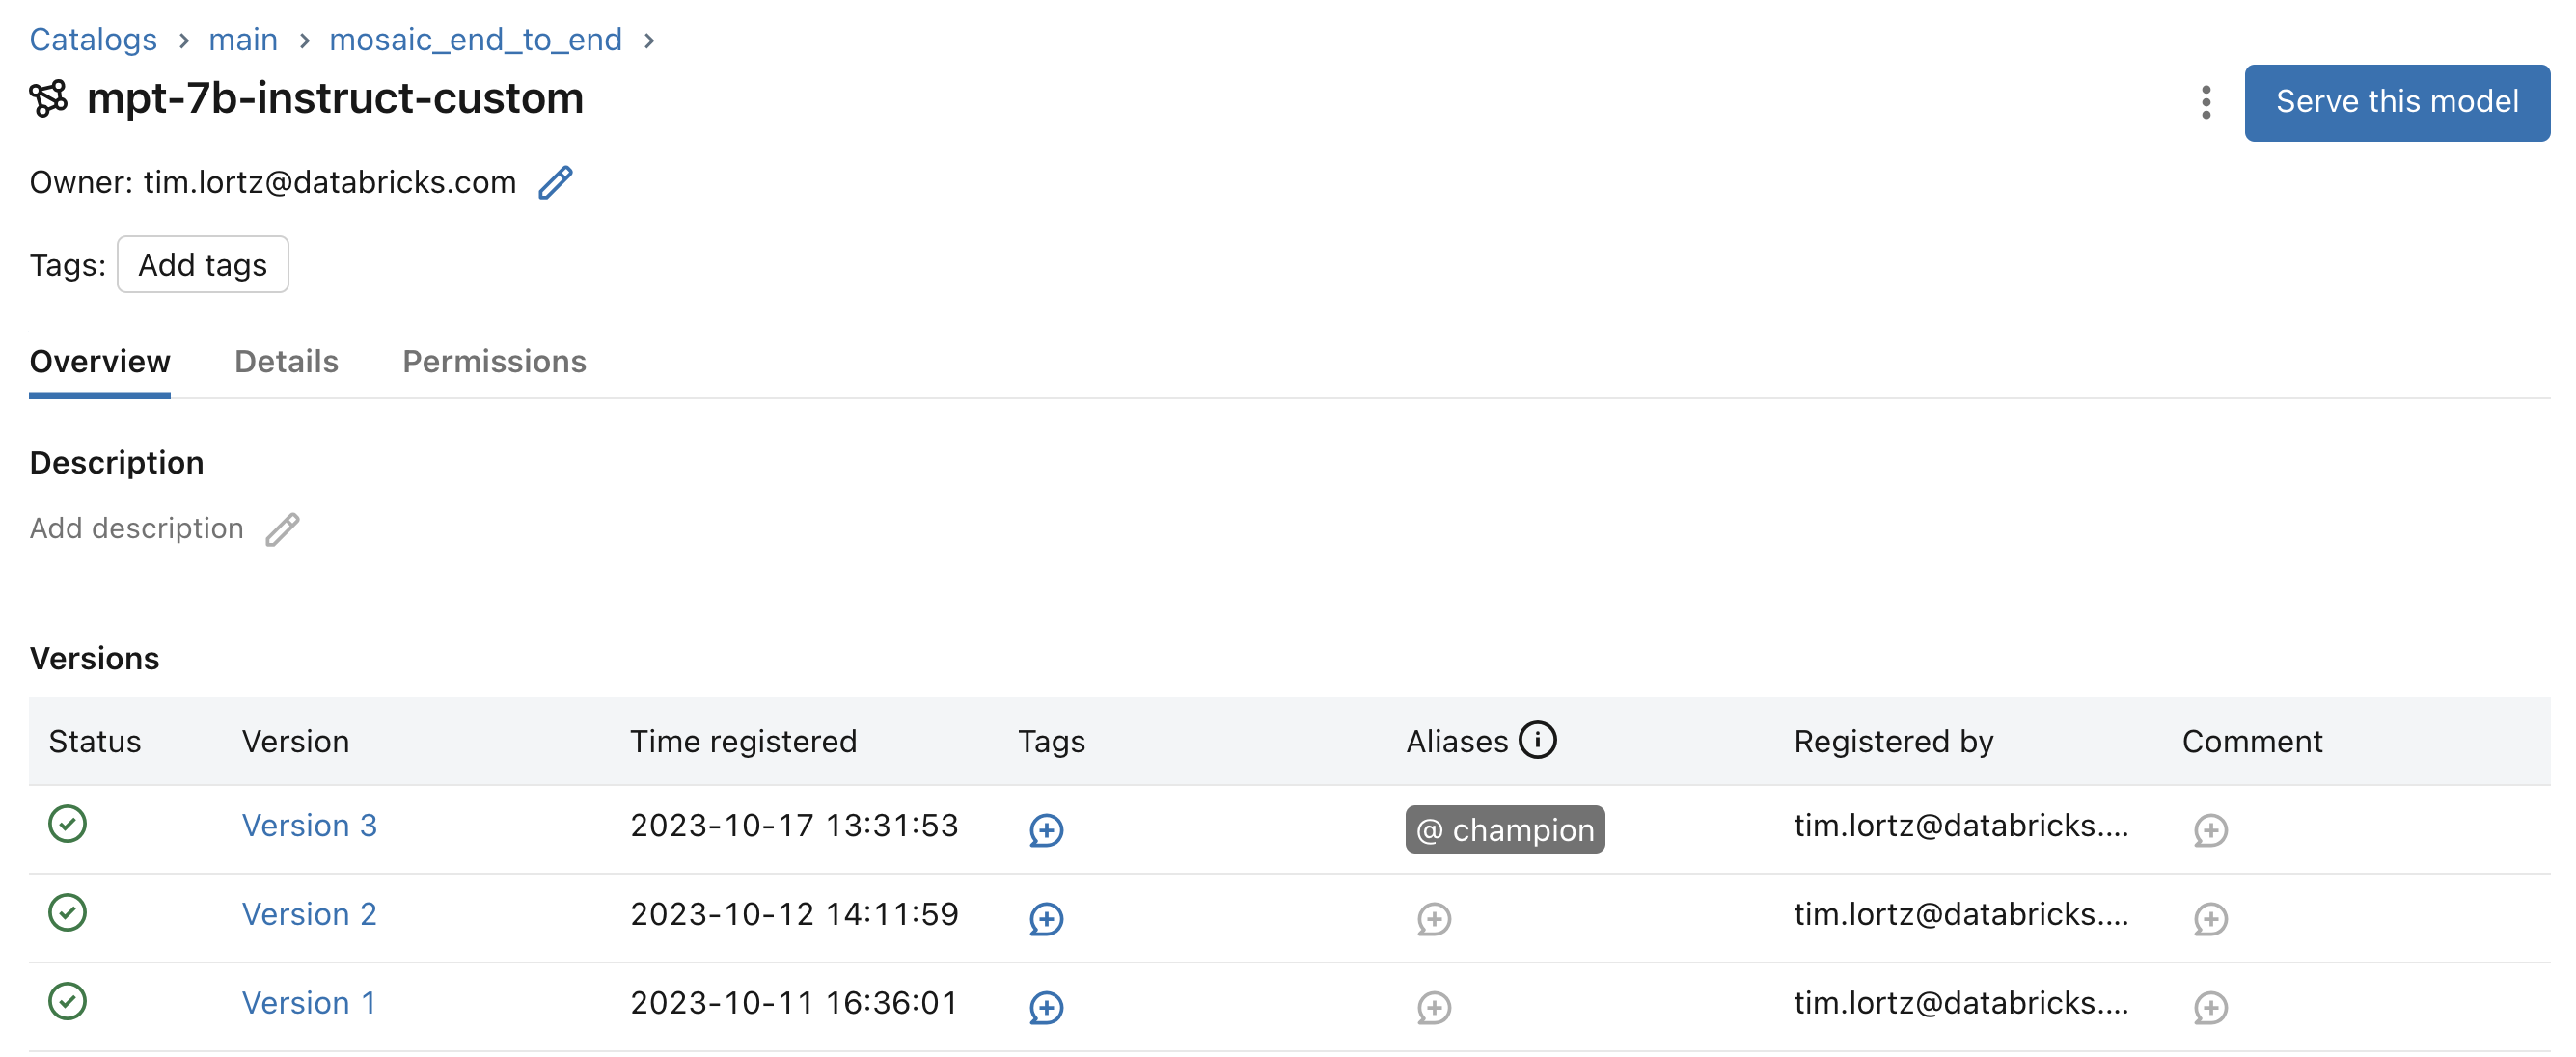 Catalogs > main > mosaic_end_to_end >
mpt-7b-instruct-custom
Serve this model
Owner: tim.lortz@databricks.com
Tags: Add tags
Overview Details Permissions
Description
Add description
Versions
Status Version Time registered Tags Aliases Registered by Comment
Version 3 2023-10-17 13:31:53 @ champion tim.lortz@databricks....
Version 2 2023-10-12 14:11:59 tim.lortz@databricks....
Version 1 2023-10-11 16:36:01 tim.lortz@databricks....